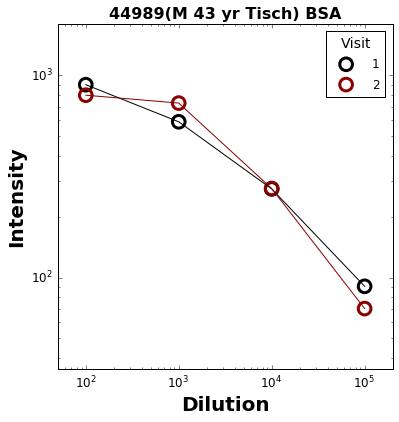 44989(M 43 yr Tisch) BSA
Visit
1
2
Intensity
10³
10²
10² 10³ 10⁴ 10⁵
Dilution